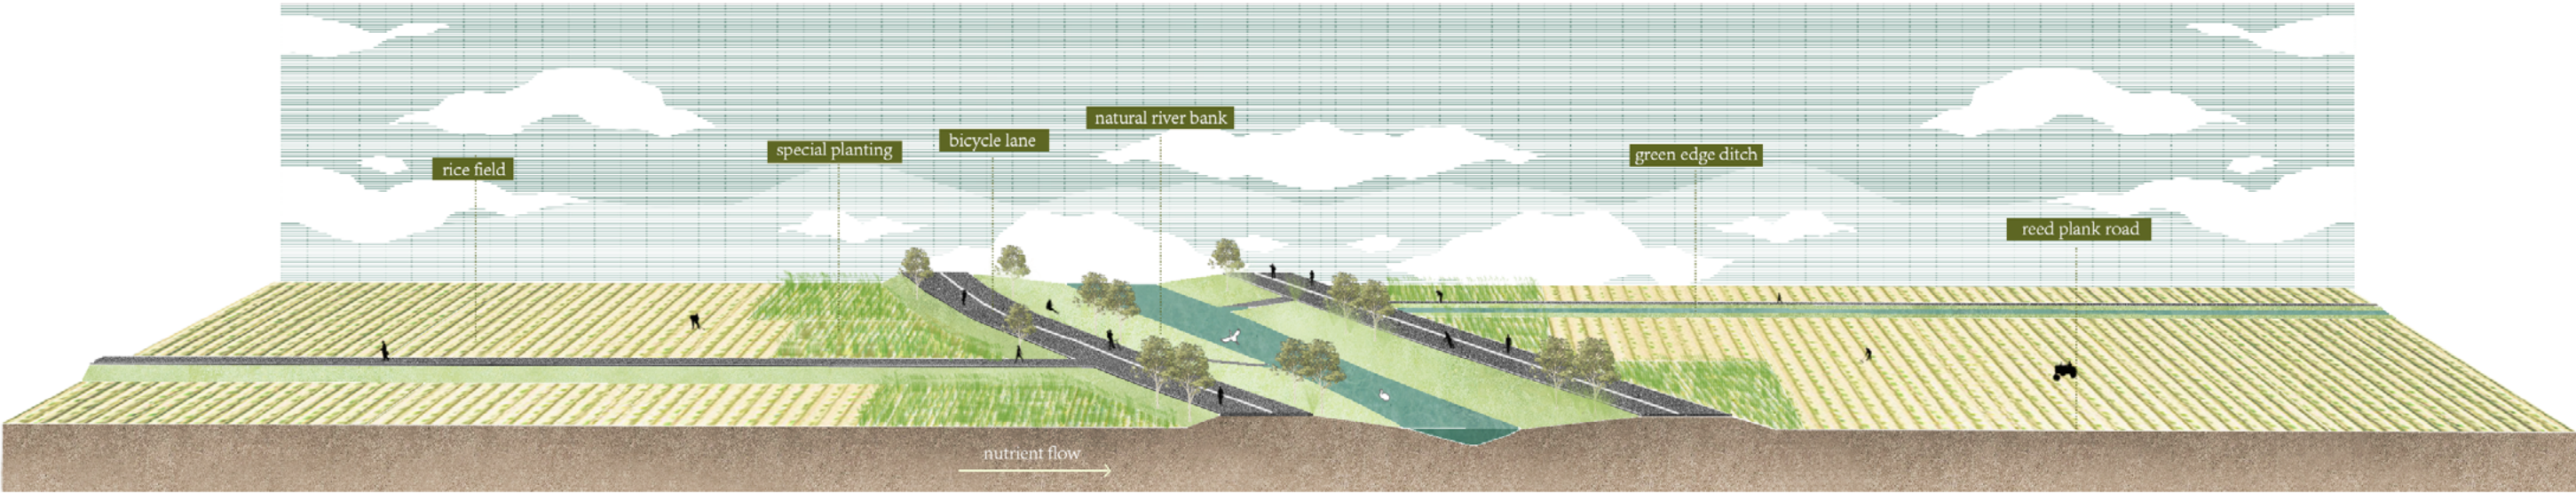 rice field
special planting
bicycle lane
natural river bank
green edge ditch
reed plank road
nutrient flow